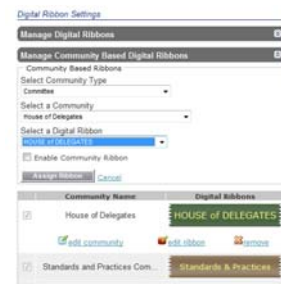 Digital Ribbon Settings
Manage Digital Ribbons
Manage Community Based Digital Ribbons
Community Based Ribbons
Select Community Type
Committee
Select a Community
House of Delegates
Select a Digital Ribbon
HOUSE of DELEGATES
Enable Community Ribbon
Assign Ribbon Cancel
Community Name Digital Ribbons
House of Delegates HOUSE of DELEGATES
edit community edit ribbon remove
Standards and Practices Com... Standards & Practices